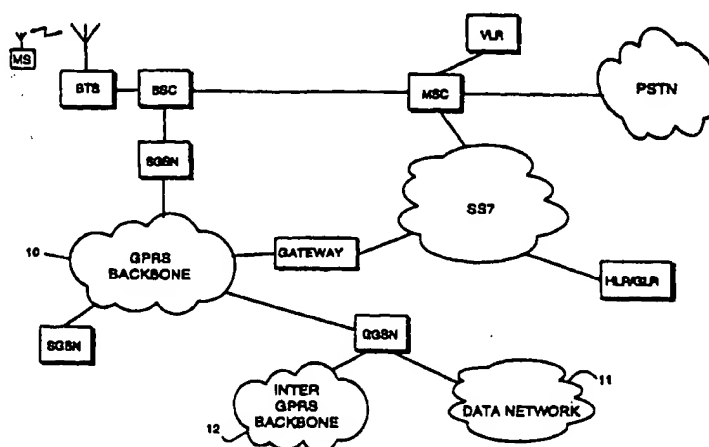 VLR
MS
BTS
BSC
MSC
PSTN
SGSN
SS7
10
GPRS
BACKBONE
GATEWAY
HLR/GLR
SGSN
GGSN
11
INTER
GPRS
BACKBONE
12
DATA NETWORK